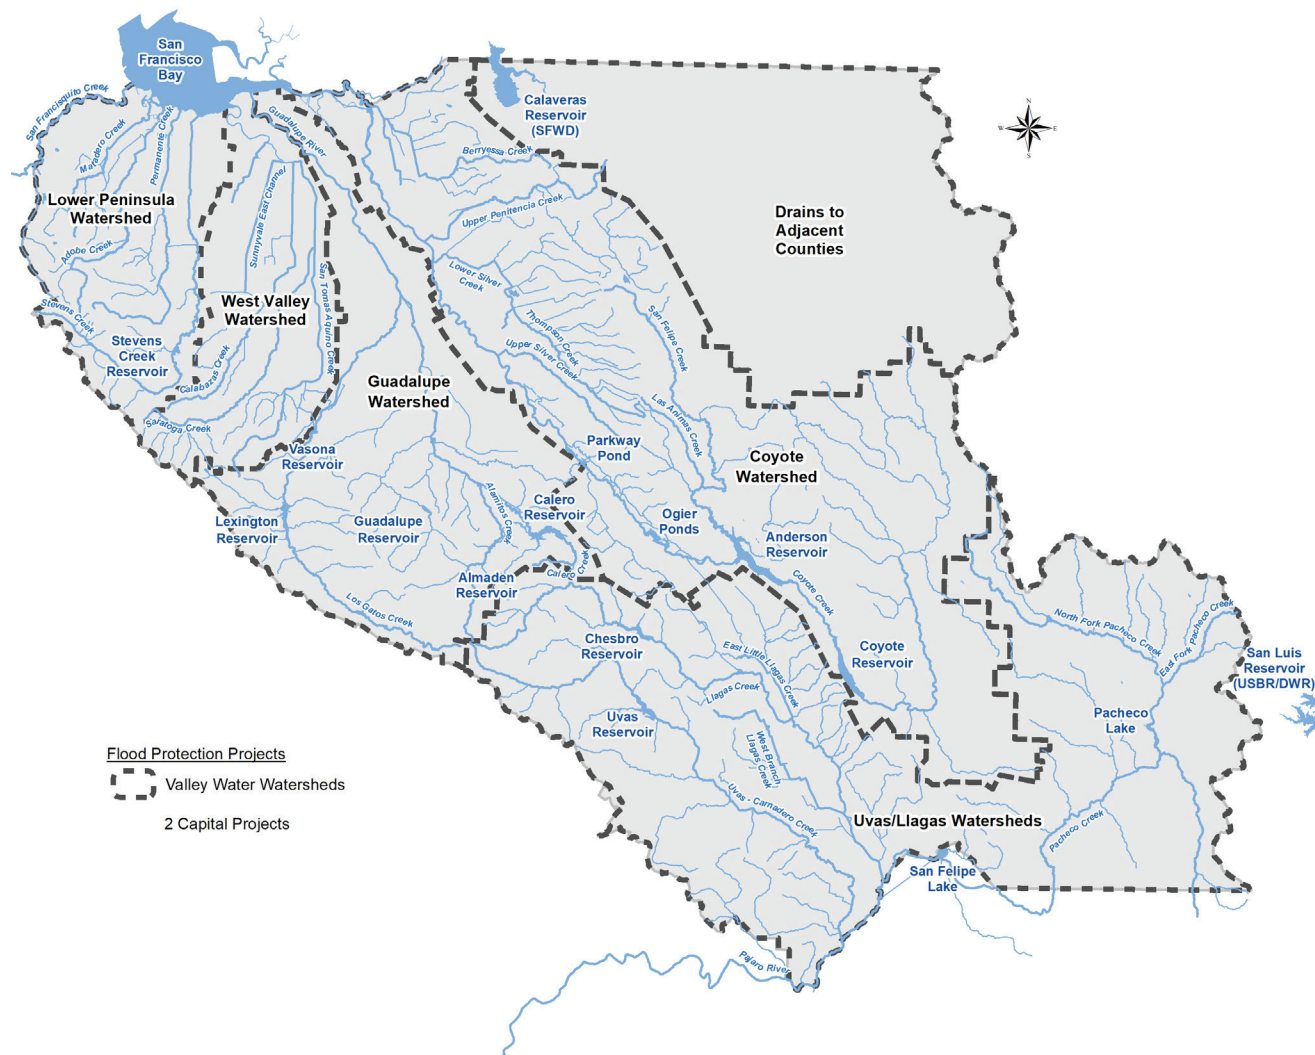 San
Francisco
Bay
San Francisquito Creek
Matadero Creek
Permanente Creek
Guadalupe River
Calaveras
Reservoir
(SFWD)
N
W
E
S
Berryessa Creek
Lower Peninsula
Watershed
Sunnyvale East Channel
Upper Penitencia Creek
Drains to
Adjacent
Counties
Adobe Creek
San Tomas Aquino Creek
Lower Silver
Creek
West Valley
Watershed
Stevens Creek
Thompson Creek
San Felipe Creek
Stevens
Creek
Reservoir
Upper Silver Creek
Calabazas Creek
Guadalupe
Watershed
Las Animas Creek
Saratoga Creek
Vasona
Reservoir
Parkway
Pond
Coyote
Watershed
Lexington
Reservoir
Guadalupe
Reservoir
Alamitos Creek
Calero
Reservoir
Ogier
Ponds
Anderson
Reservoir
Almaden
Reservoir
Calero Creek
Coyote Creek
Los Gatos Creek
Chesbro
Reservoir
East Little Llagas Creek
Coyote
Reservoir
North Fork Pacheco Creek
East Fork Pacheco Creek
San Luis
Reservoir
(USBR/DWR)
Llagas Creek
Uvas
Reservoir
West Branch
Llagas Creek
Pacheco
Lake
Flood Protection Projects
Valley Water Watersheds
2 Capital Projects
Uvas - Carnadero Creek
Uvas/Llagas Watersheds
Pacheco Creek
San Felipe
Lake
Pajaro River